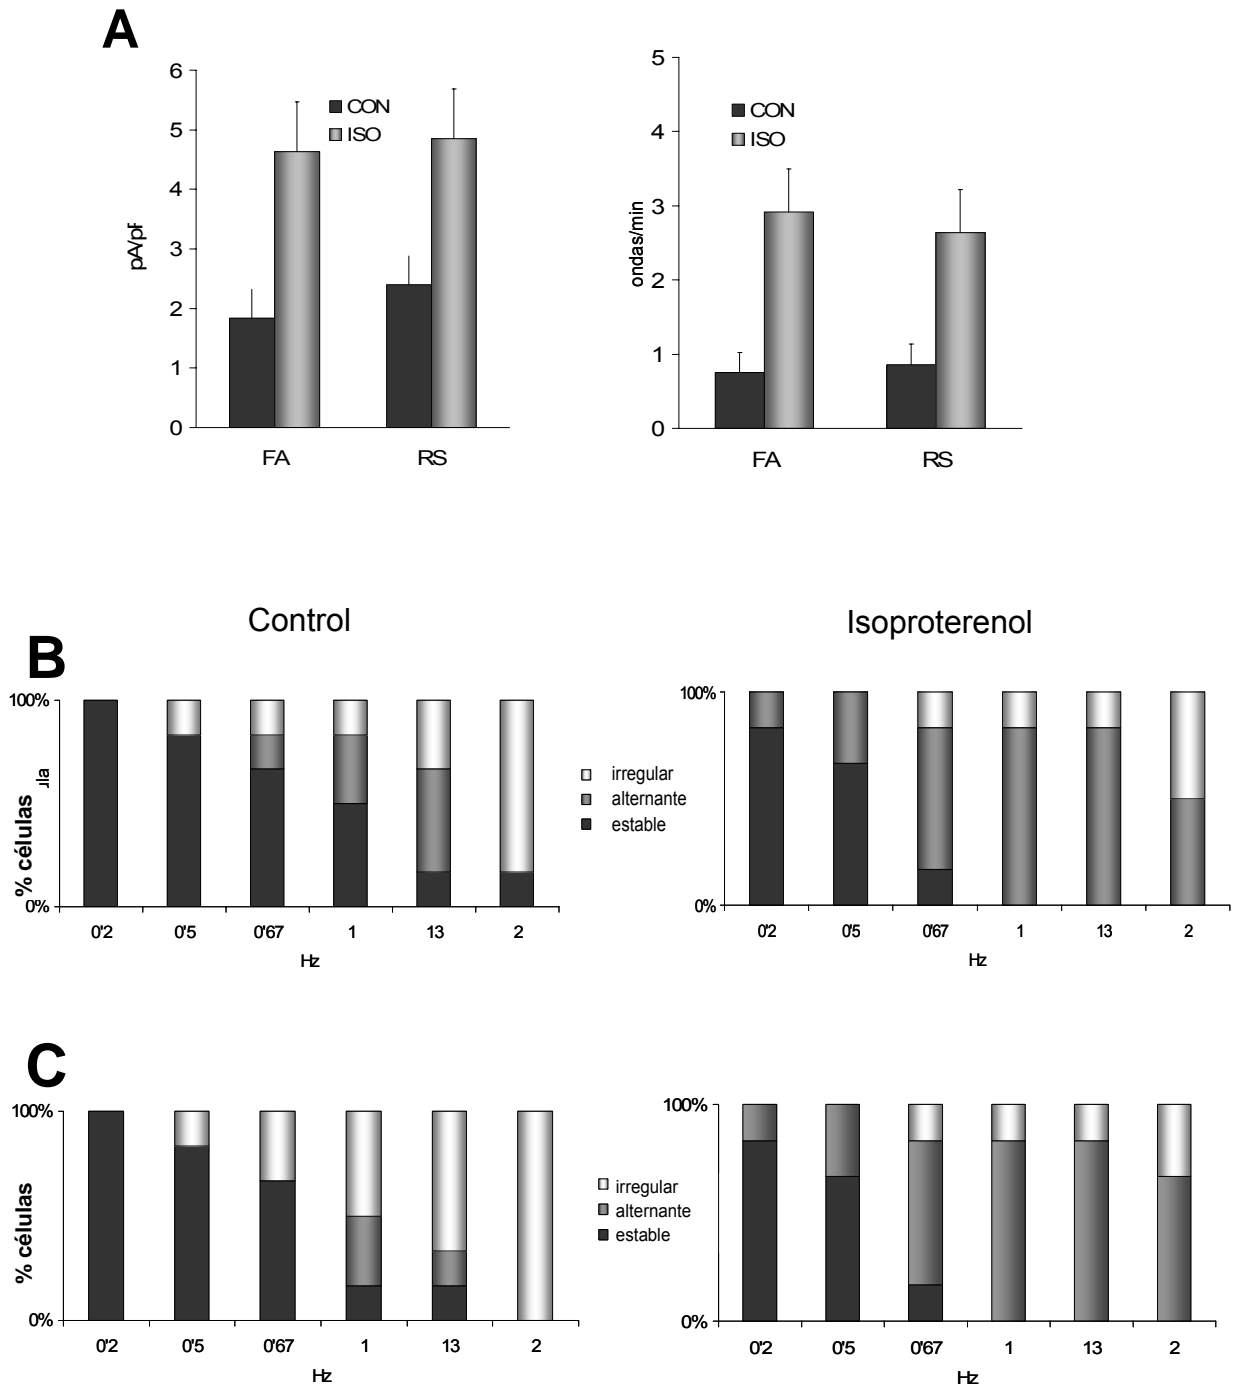 A
6
5
4
3
2
1
0
pA/pF
CON
ISO
FA
RS
5
4
3
2
1
0
ondas/min
CON
ISO
FA
RS
Control
Isoproterenol
B
100%
0%
% células
0'2
0'5
0'67
1
13
2
Hz
irregular
alternante
estable
100%
0%
0'2
0'5
0'67
1
13
2
Hz
C
100%
0%
% células
0'2
0'5
0'67
1
13
2
Hz
irregular
alternante
estable
100%
0%
0'2
0'5
0'67
1
13
2
Hz